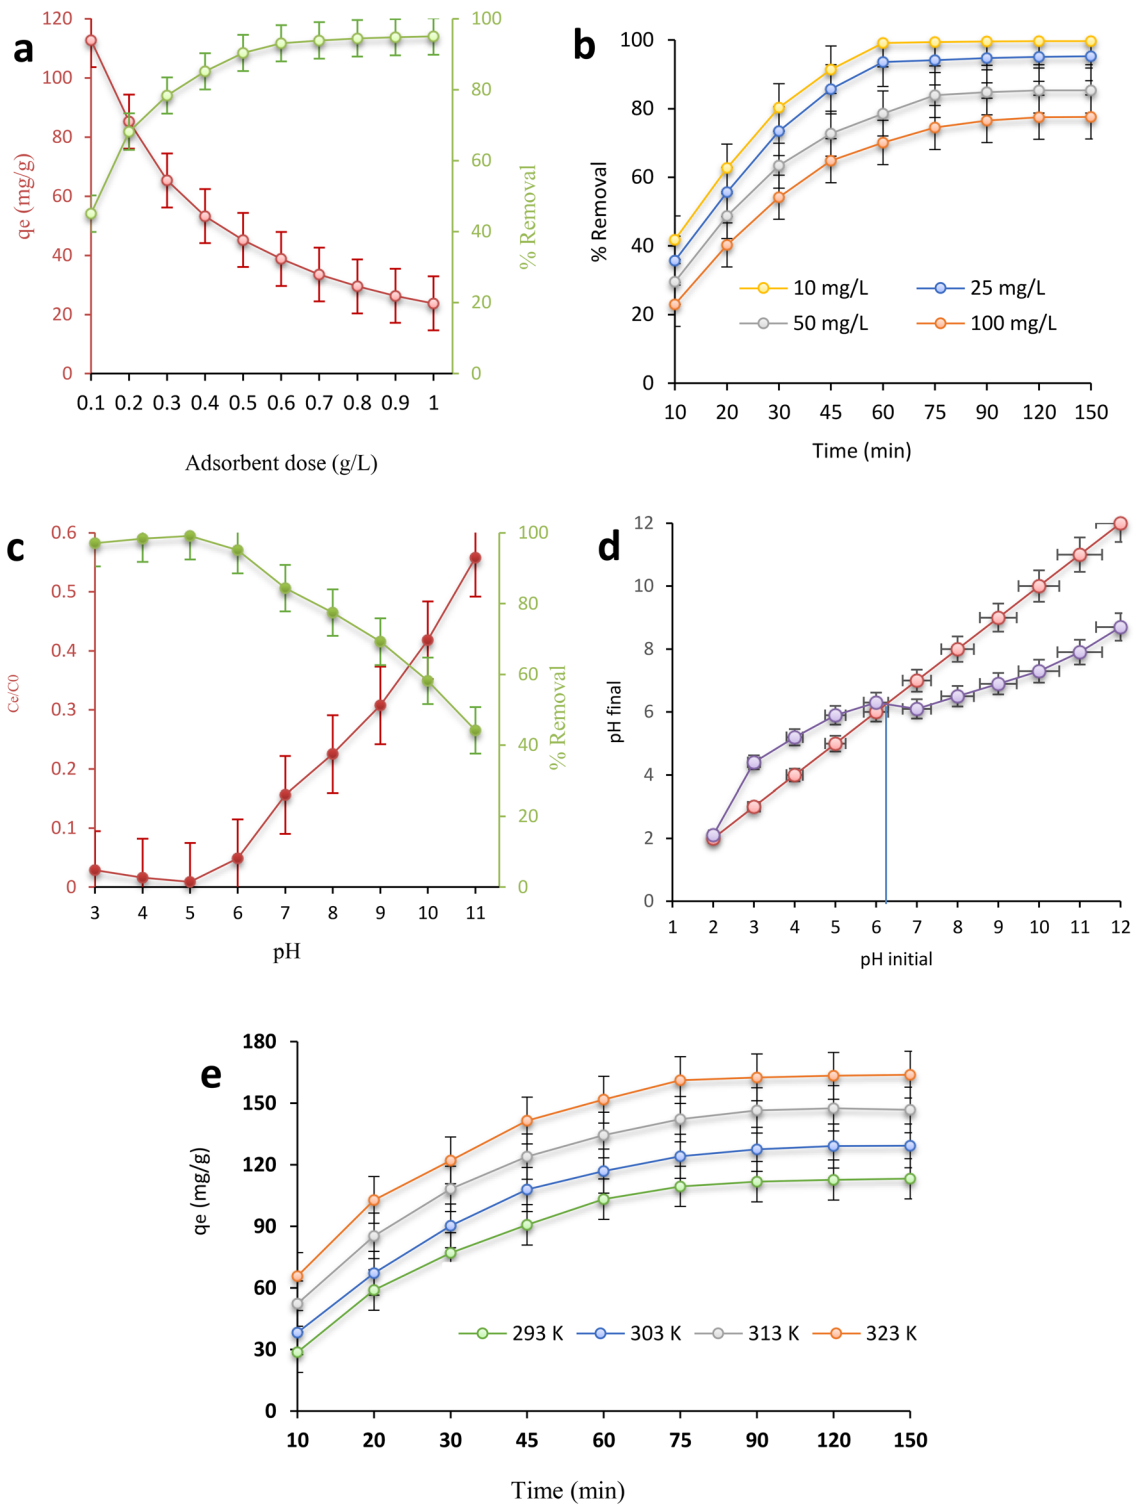 a
120
100
80
60
40
20
0
qe (mg/g)
100
80
60
40
20
0
% Removal
0.1 0.2 0.3 0.4 0.5 0.6 0.7 0.8 0.9 1
Adsorbent dose (g/L)
b
100
80
60
40
20
0
% Removal
10 mg/L 25 mg/L
50 mg/L 100 mg/L
10 20 30 45 60 75 90 120 150
Time (min)
c
0.6
0.5
0.4
0.3
0.2
0.1
0
Ce/C0
100
80
60
40
20
0
% Removal
3 4 5 6 7 8 9 10 11
pH
d
12
10
8
6
4
2
0
pH final
1 2 3 4 5 6 7 8 9 10 11 12
pH initial
e
180
150
120
90
60
30
0
qe (mg/g)
293 K 303 K 313 K 323 K
10 20 30 45 60 75 90 120 150
Time (min)